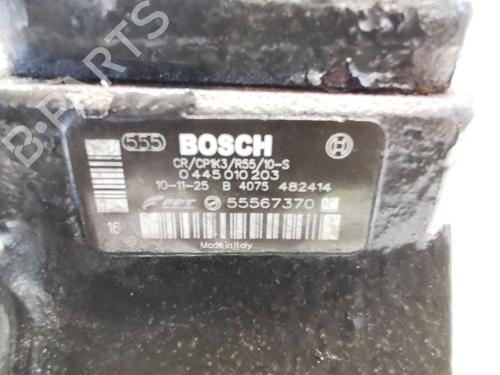 B-PARTS
555 BOSCH
CR/CP1K3/R55/10-S
0 445 010 203
10-11-25 B 4075 482414
FPT 55567370
16
Made in Italy